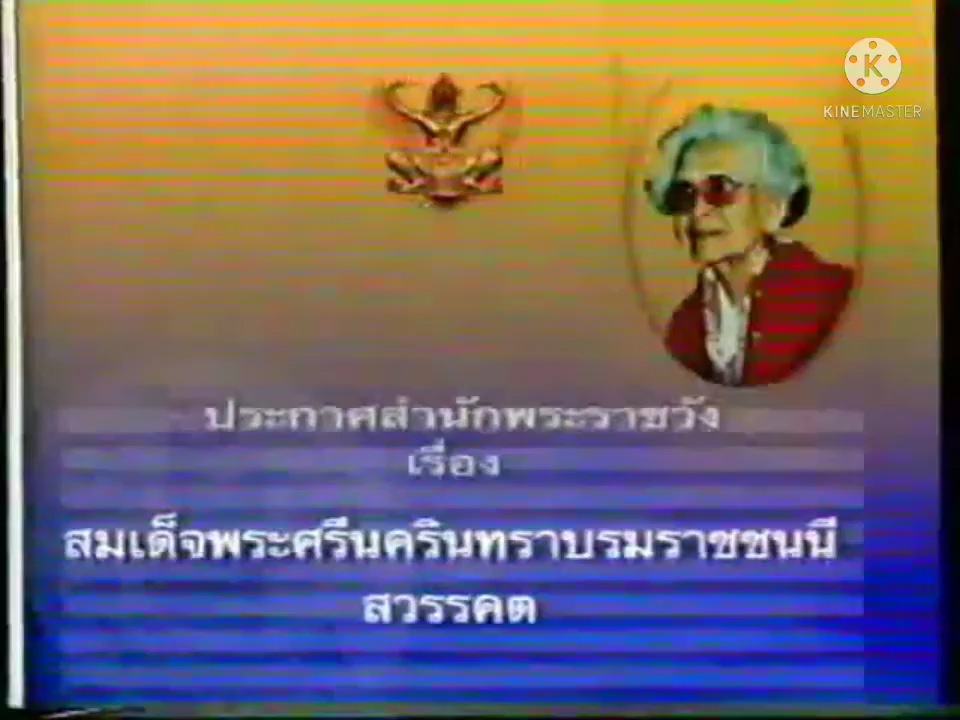 KINEMASTER
ประกาศสำนักพระราชวัง
เรื่อง
สมเด็จพระศรีนครินทราบรมราชชนนี
สวรรคต